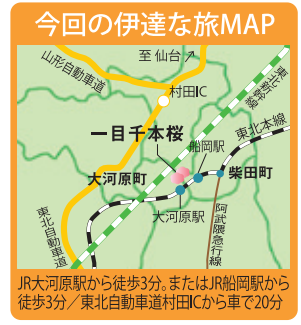 今回の伊達な旅MAP
至 仙台
山形自動車道
東北新幹線
村田IC
一目千本桜
船岡駅
東北本線
大河原町
柴田町
大河原駅
東北自動車道
阿武隈急行線
JR大河原駅から徒歩3分。またはJR船岡駅から
徒歩3分／東北自動車道村田ICから車で20分